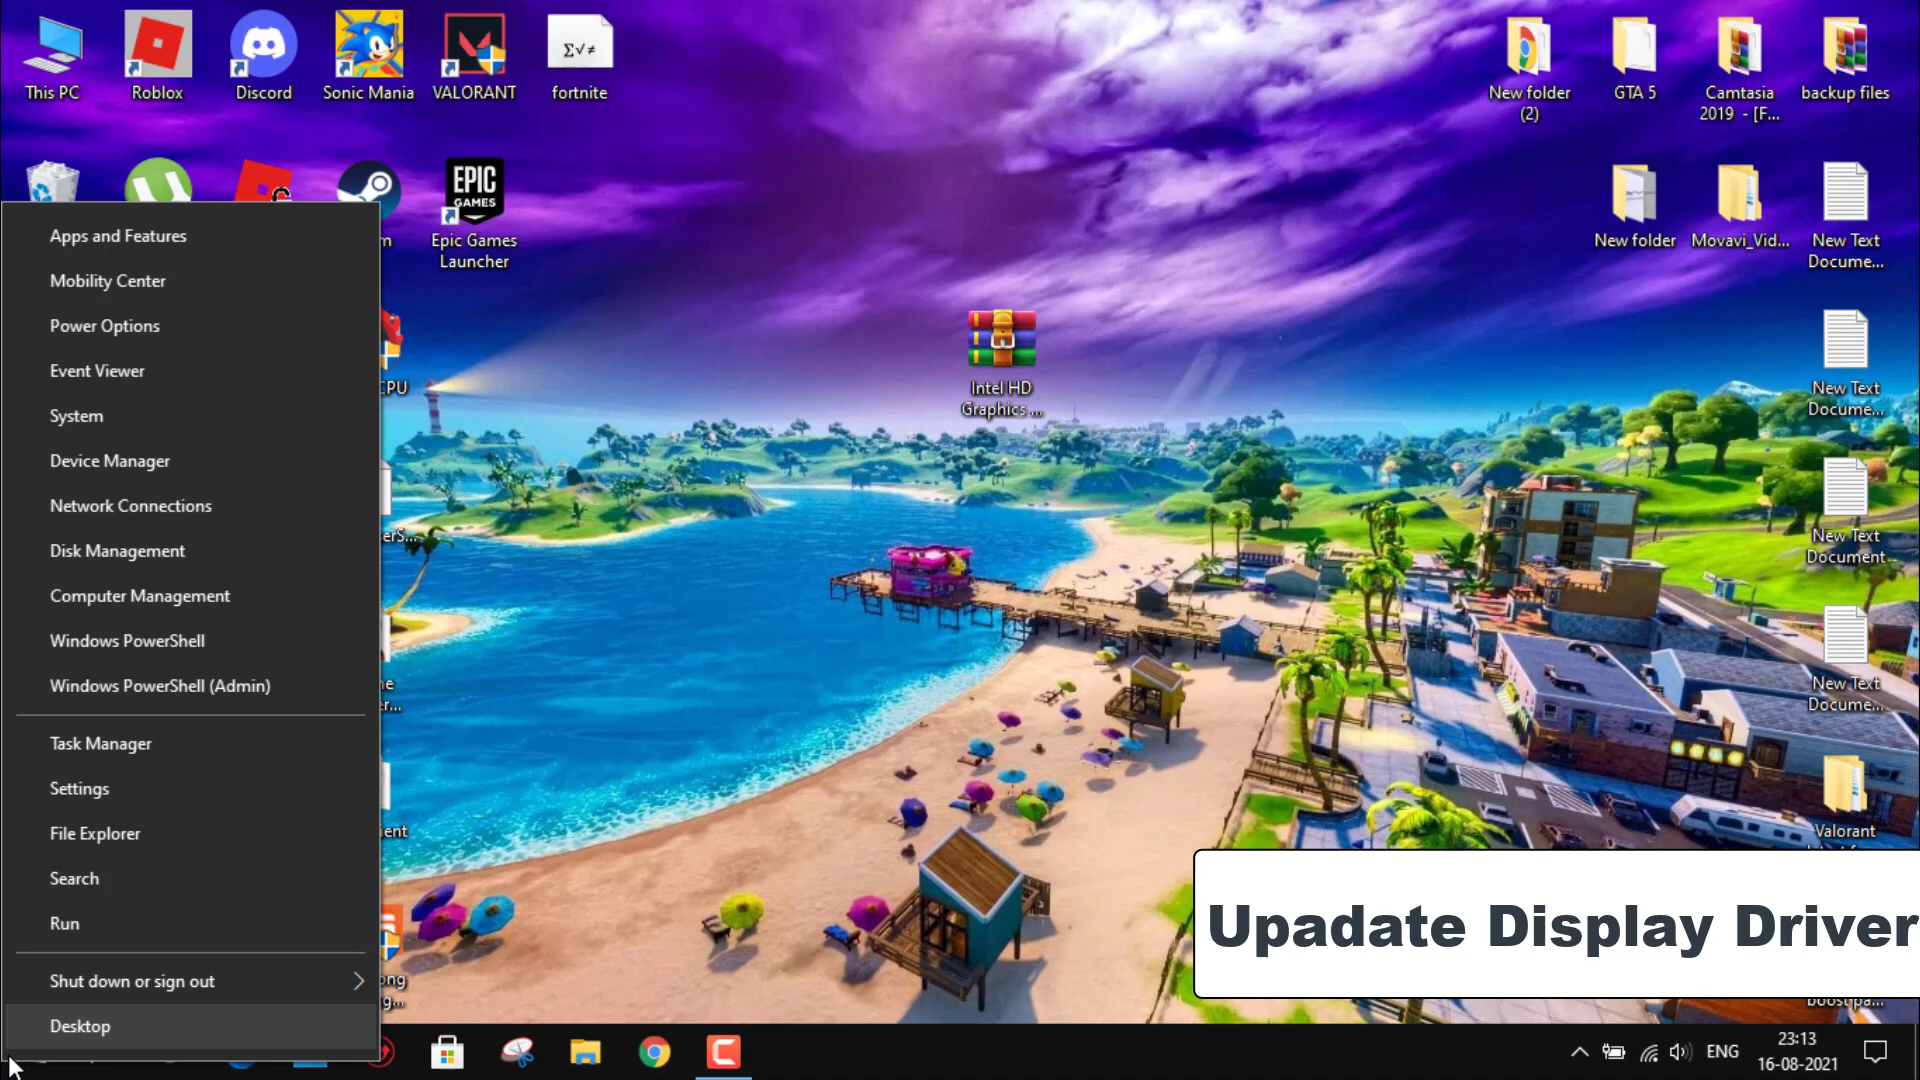 This PC
Roblox
Discord
Sonic Mania
VALORANT
Σ√≠
fortnite
New folder
(2)
GTA 5
Camtasia
2019 - [F...
backup files
EPIC
GAMES
Epic Games
Launcher
New folder
Movavi_Vid...
New Text
Docume...
Apps and Features
Mobility Center
Power Options
Event Viewer
System
Device Manager
Network Connections
Disk Management
Computer Management
Windows PowerShell
Windows PowerShell (Admin)
Task Manager
Settings
File Explorer
Search
Run
Shut down or sign out
Desktop
CPU
Intel HD
Graphics ...
New Text
Docume...
New Text
Document
New Text
Docume...
Valorant
Upadate Display Driver
ENG
23:13
16-08-2021